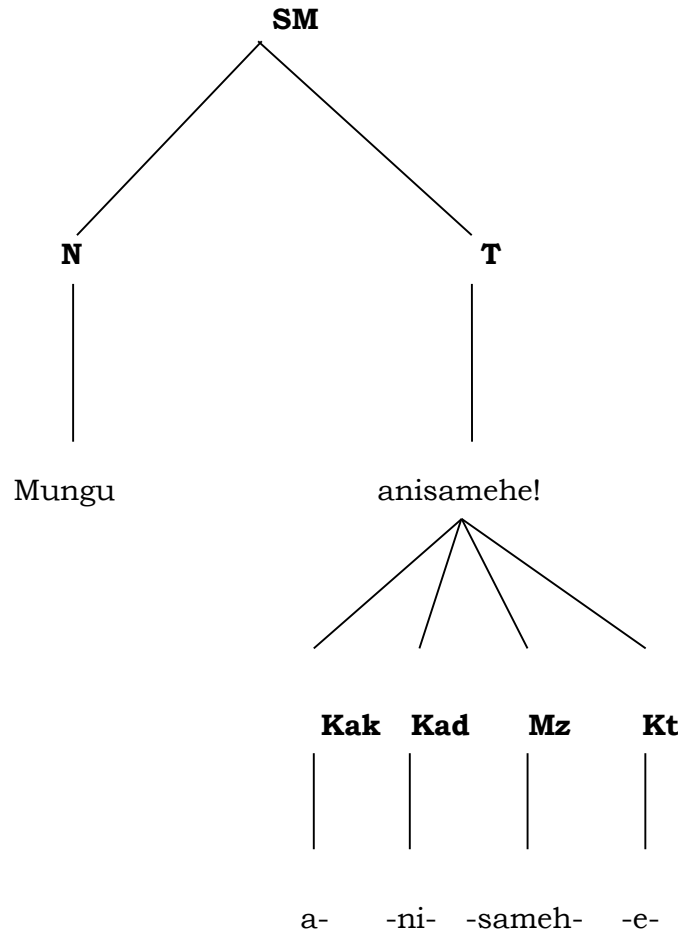 SM
N T
Mungu anisamehe!
Kak Kad Mz Kt
a- -ni- -sameh- -e-